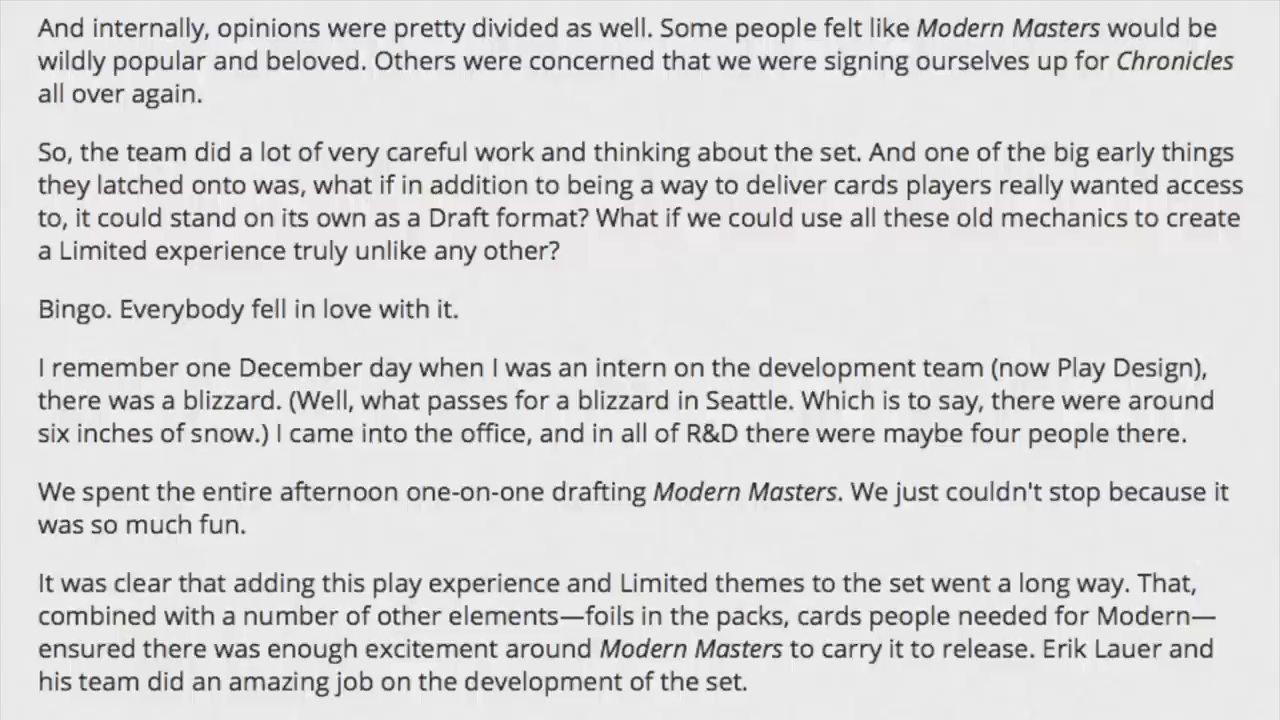 And internally, opinions were pretty divided as well. Some people felt like Modern Masters would be
wildly popular and beloved. Others were concerned that we were signing ourselves up for Chronicles
all over again.
So, the team did a lot of very careful work and thinking about the set. And one of the big early things
they latched onto was, what if in addition to being a way to deliver cards players really wanted access
to, it could stand on its own as a Draft format? What if we could use all these old mechanics to create
a Limited experience truly unlike any other?
Bingo. Everybody fell in love with it.
I remember one December day when I was an intern on the development team (now Play Design),
there was a blizzard. (Well, what passes for a blizzard in Seattle. Which is to say, there were around
six inches of snow.) I came into the office, and in all of R&D there were maybe four people there.
We spent the entire afternoon one-on-one drafting Modern Masters. We just couldn't stop because it
was so much fun.
It was clear that adding this play experience and Limited themes to the set went a long way. That,
combined with a number of other elements—foils in the packs, cards people needed for Modern—
ensured there was enough excitement around Modern Masters to carry it to release. Erik Lauer and
his team did an amazing job on the development of the set.